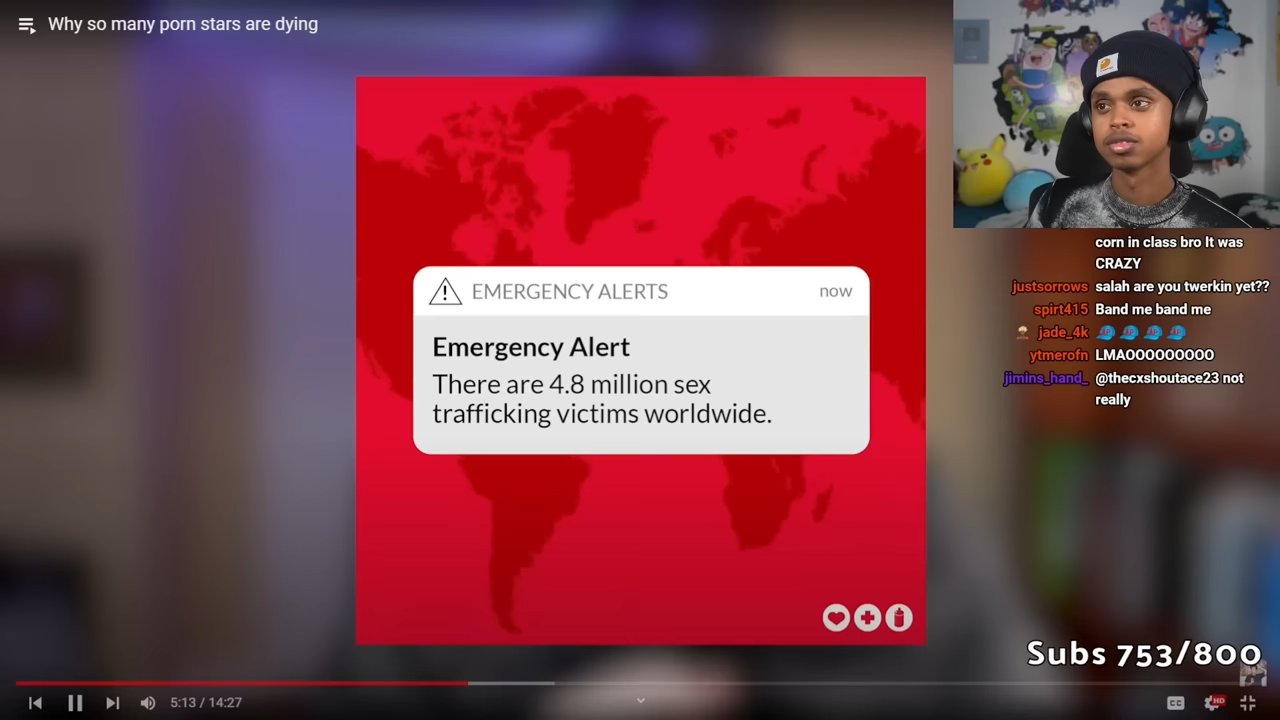 Why so many porn stars are dying
EMERGENCY ALERTS
now
Emergency Alert
There are 4.8 million sex
trafficking victims worldwide.
corn in class bro It was
CRAZY
justsorrows salah are you twerkin yet??
spirt415 Band me band me
jade_4k
ytmerofn LMAOOOOOOOOO
jimins_hand_ @thecxshoutace23 not
really
Subs 753/800
5:13 / 14:27
CC
HD